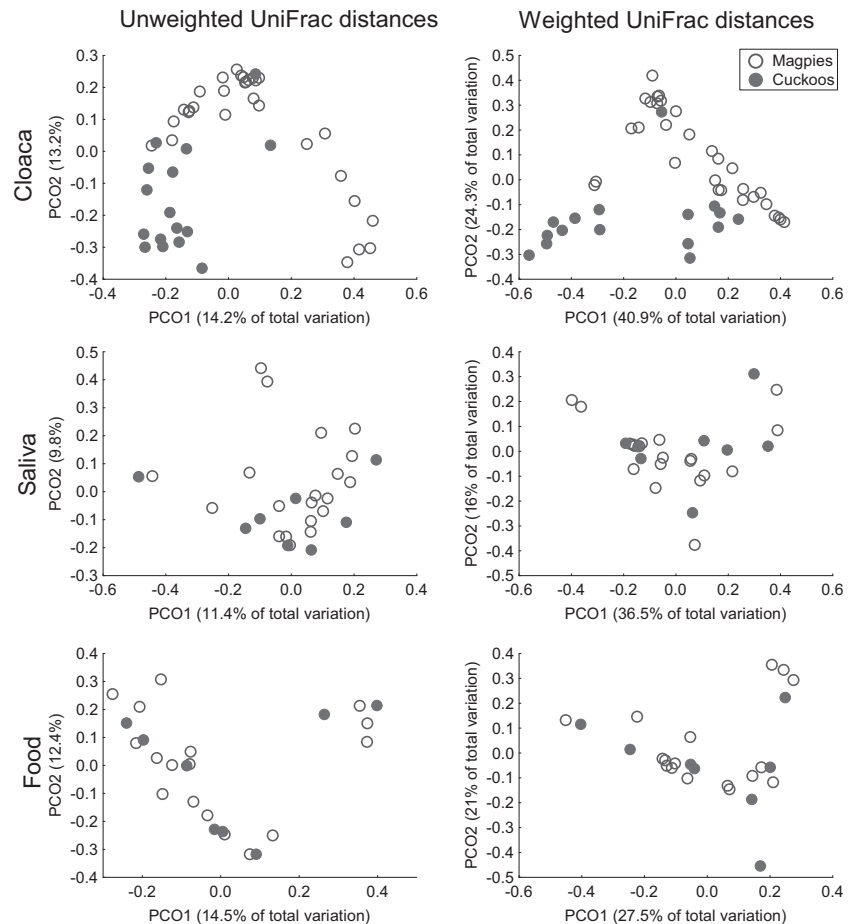 Unweighted UniFrac distances
Weighted UniFrac distances
Cloaca
PCO2 (13.2%)
0.3
0.2
0.1
0.0
-0.1
-0.2
-0.3
-0.4
-0.4 -0.2 0.0 0.2 0.4 0.6
PCO1 (14.2% of total variation)
PCO2 (24.3% of total variation)
0.5
0.4
0.3
0.2
0.1
0.0
-0.1
-0.2
-0.3
-0.4
-0.6 -0.4 -0.2 0.0 0.2 0.4 0.6
PCO1 (40.9% of total variation)
Magpies
Cuckoos
Saliva
PCO2 (9.8%)
0.5
0.4
0.3
0.2
0.1
0.0
-0.1
-0.2
-0.3
-0.6 -0.4 -0.2 0.0 0.2 0.4
PCO1 (11.4% of total variation)
PCO2 (16% of total variation)
0.4
0.3
0.2
0.1
0.0
-0.1
-0.2
-0.3
-0.4
-0.5
-0.6 -0.4 -0.2 0.0 0.2 0.4 0.6
PCO1 (36.5% of total variation)
Food
PCO2 (12.4%)
0.4
0.3
0.2
0.1
0.0
-0.1
-0.2
-0.3
-0.4
-0.2 0.0 0.2 0.4
PCO1 (14.5% of total variation)
PCO2 (21% of total variation)
0.4
0.3
0.2
0.1
0.0
-0.1
-0.2
-0.3
-0.4
-0.5
-0.6 -0.4 -0.2 0.0 0.2 0.4
PCO1 (27.5% of total variation)